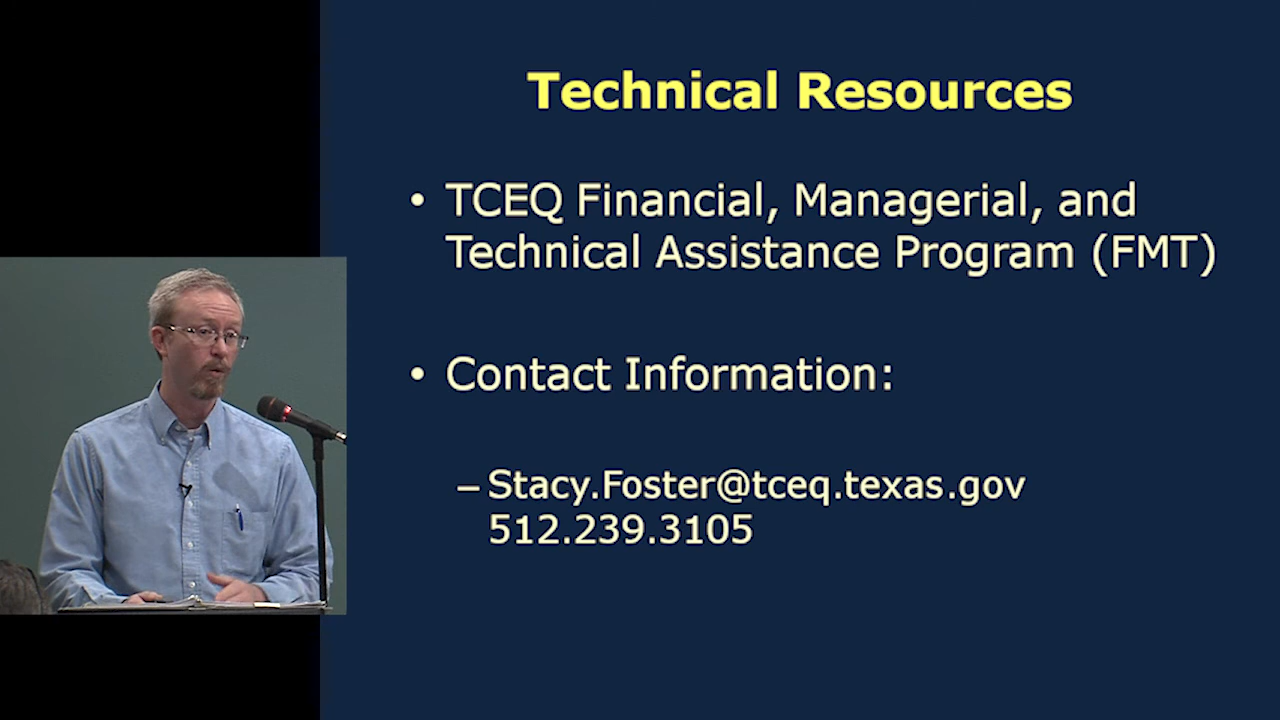 Technical Resources
• TCEQ Financial, Managerial, and
Technical Assistance Program (FMT)
• Contact Information:
– Stacy.Foster@tceq.texas.gov
512.239.3105